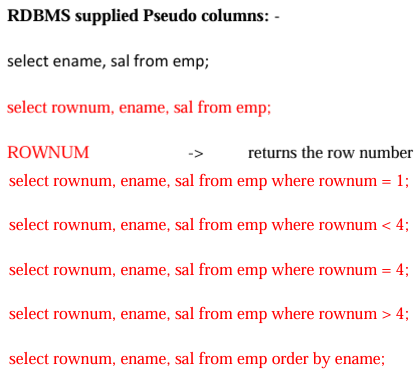 RDBMS supplied Pseudo columns: -
select ename, sal from emp;
select rownum, ename, sal from emp;
ROWNUM -> returns the row number
select rownum, ename, sal from emp where rownum = 1;
select rownum, ename, sal from emp where rownum < 4;
select rownum, ename, sal from emp where rownum = 4;
select rownum, ename, sal from emp where rownum > 4;
select rownum, ename, sal from emp order by ename;